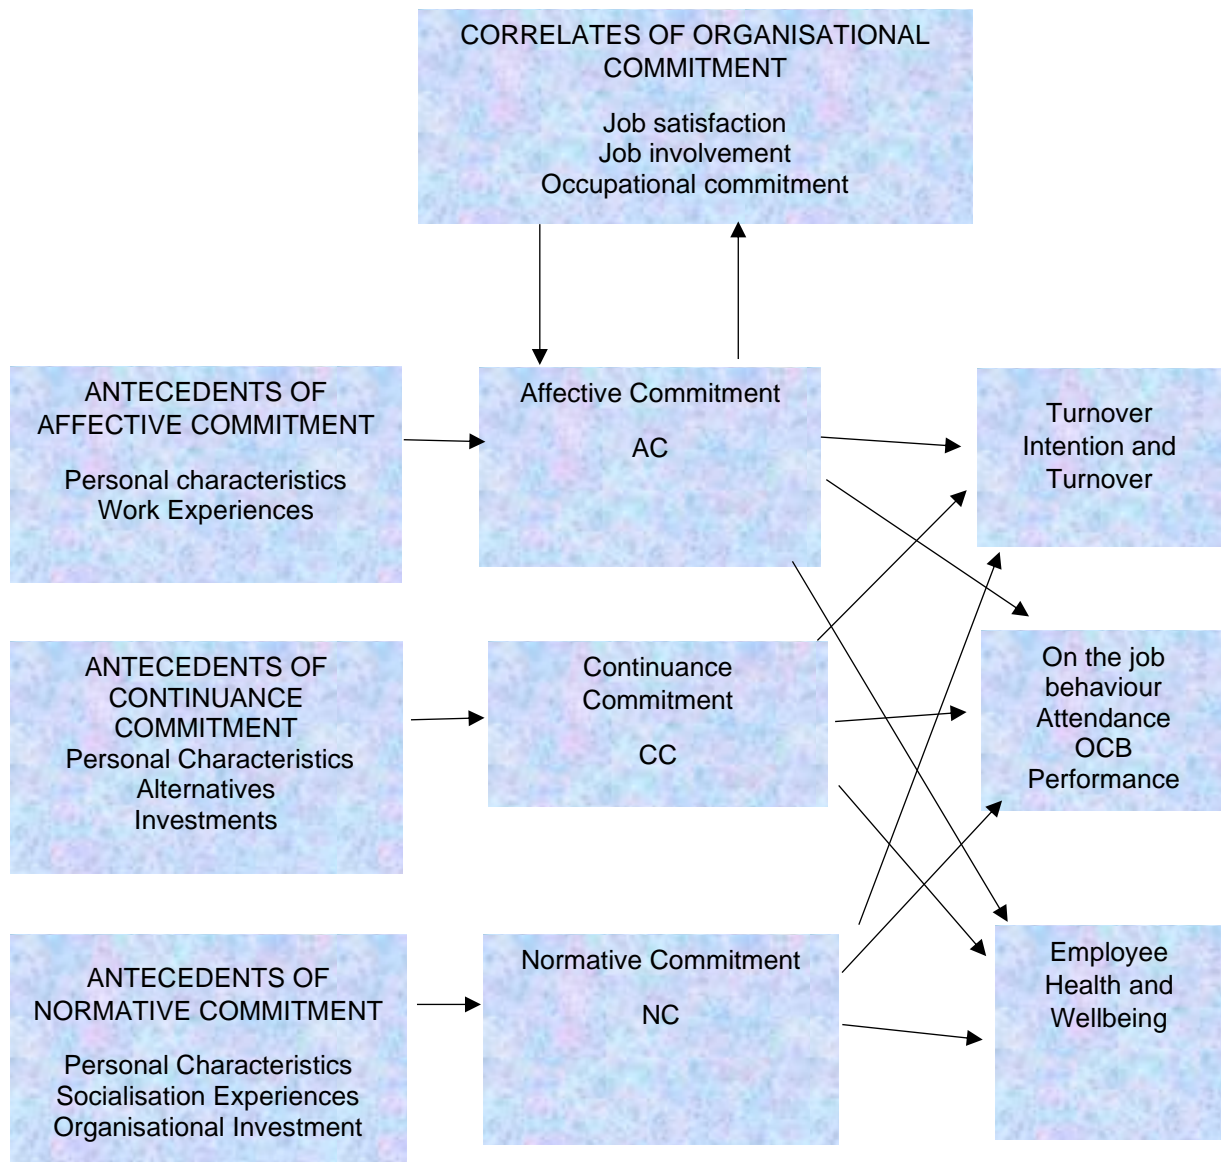 CORRELATES OF ORGANISATIONAL
COMMITMENT
Job satisfaction
Job involvement
Occupational commitment
ANTECEDENTS OF
AFFECTIVE COMMITMENT
Personal characteristics
Work Experiences
Affective Commitment
AC
Turnover
Intention and
Turnover
ANTECEDENTS OF
CONTINUANCE
COMMITMENT
Personal Characteristics
Alternatives
Investments
Continuance
Commitment
CC
On the job
behaviour
Attendance
OCB
Performance
ANTECEDENTS OF
NORMATIVE COMMITMENT
Personal Characteristics
Socialisation Experiences
Organisational Investment
Normative Commitment
NC
Employee
Health and
Wellbeing